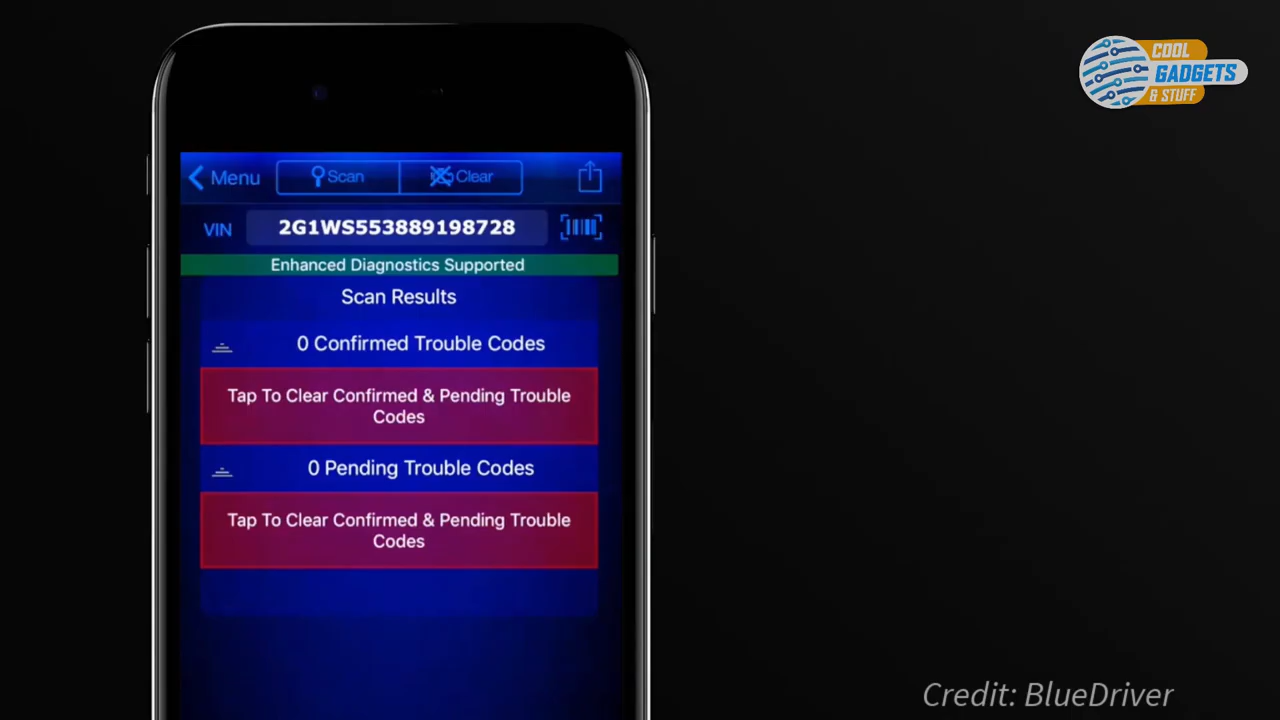 COOL
GADGETS
& STUFF
Menu
Scan
Clear
VIN
2G1WS553889198728
Enhanced Diagnostics Supported
Scan Results
0 Confirmed Trouble Codes
Tap To Clear Confirmed & Pending Trouble
Codes
0 Pending Trouble Codes
Tap To Clear Confirmed & Pending Trouble
Codes
Credit: BlueDriver